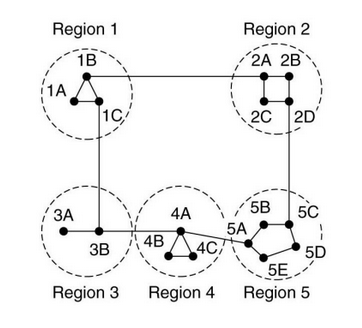 Region 1
Region 2
1B
2A 2B
1A
1C
2C 2D
3A
3B
4A
4B
4C
5A
5B
5C
5D
5E
Region 3
Region 4
Region 5